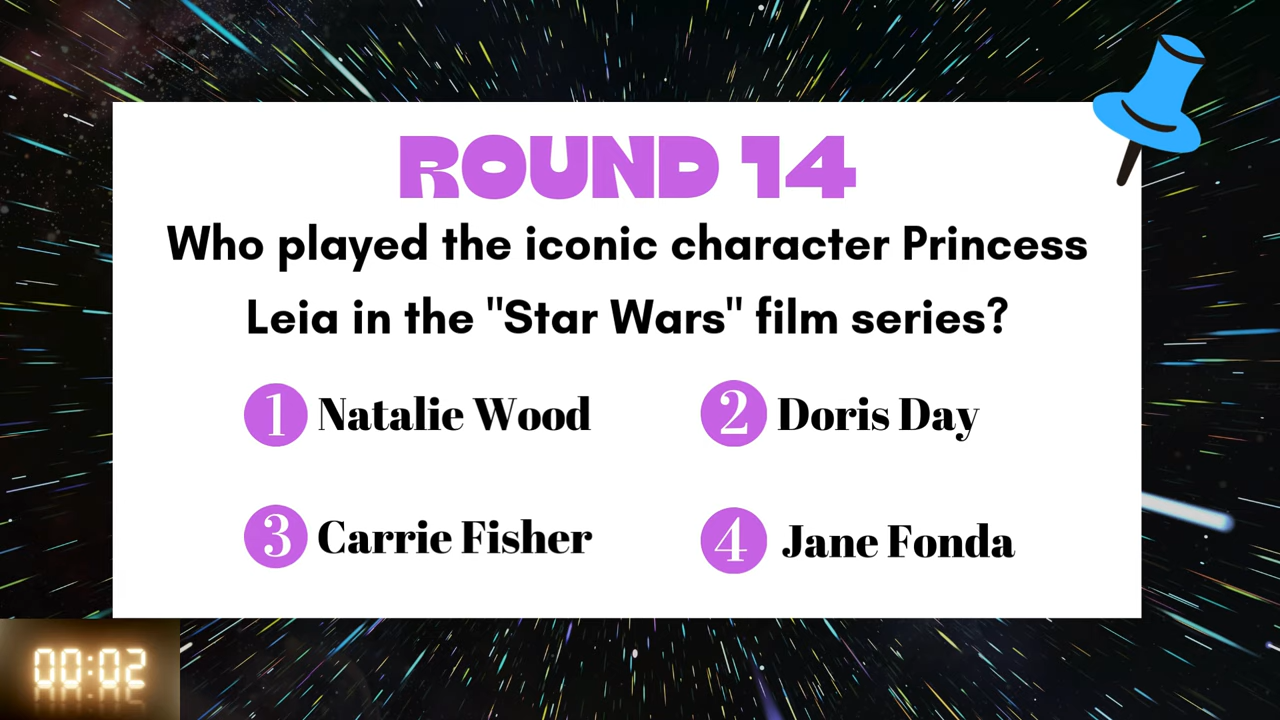 ROUND 14
Who played the iconic character Princess
Leia in the "Star Wars" film series?
1 Natalie Wood
2 Doris Day
3 Carrie Fisher
4 Jane Fonda
00:02